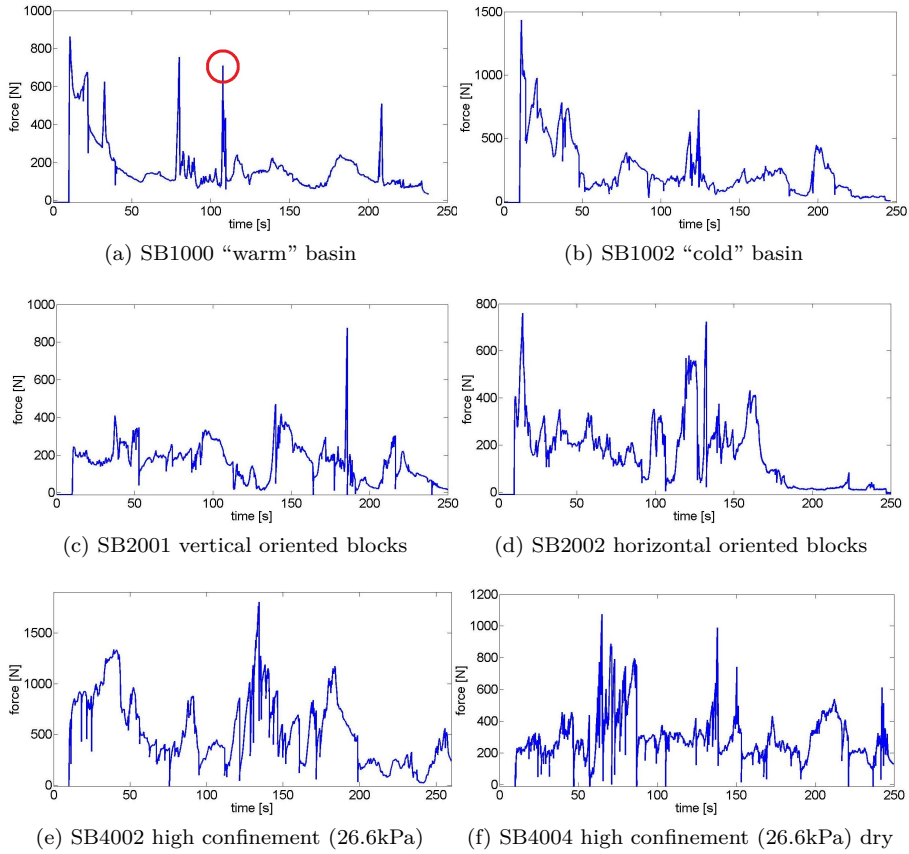 1000
800
600
400
200
0
force [N]
0 50 100 150 200 250
time [s]
(a) SB1000 “warm” basin
1500
1000
500
0
force [N]
0 50 100 150 200 250
time [s]
(b) SB1002 “cold” basin
1000
800
600
400
200
0
force [N]
0 50 100 150 200 250
time [s]
(c) SB2001 vertical oriented blocks
800
600
400
200
0
force [N]
0 50 100 150 200 250
time [s]
(d) SB2002 horizontal oriented blocks
1500
1000
500
0
force [N]
0 50 100 150 200 250
time [s]
(e) SB4002 high confinement (26.6kPa)
1200
1000
800
600
400
200
0
force [N]
0 50 100 150 200 250
time [s]
(f) SB4004 high confinement (26.6kPa) dry